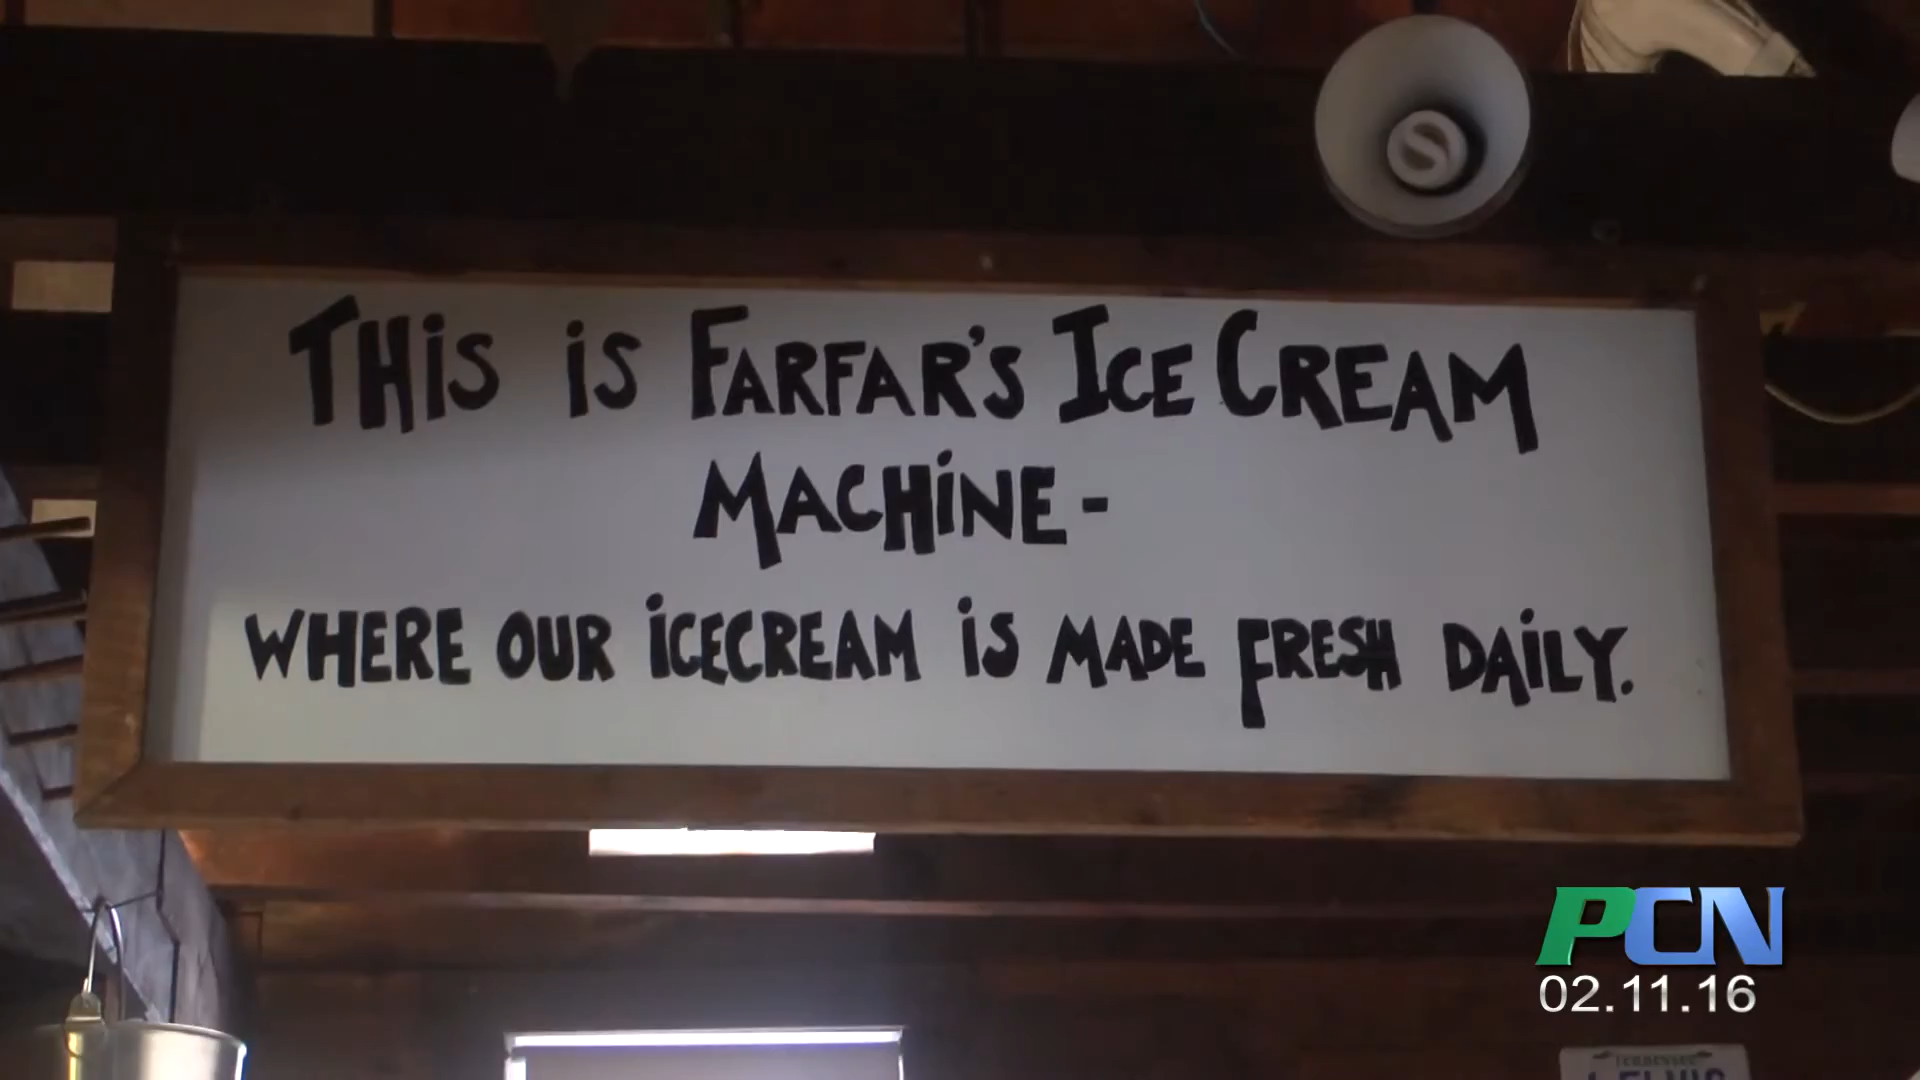 THiS iS FARFAR'S ICE CREAM
MACHiNE -
WHERE OUR iCECREAM iS MADE FRESH DAiLY.
PCN
02.11.16